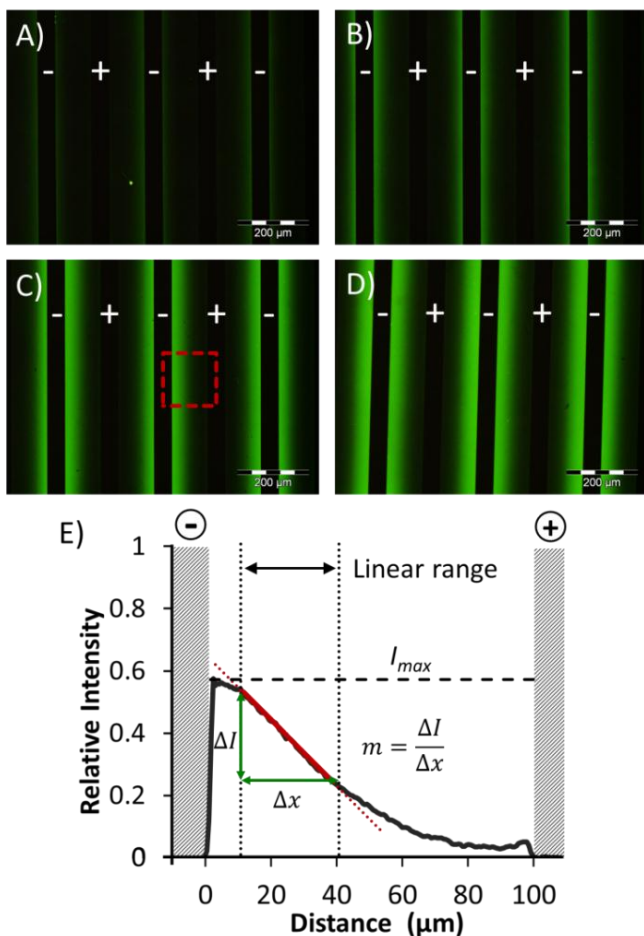 A)
- + - + -
200 µm
B)
- + - + -
200 µm
C)
- + - + -
200 µm
D)
- + - + -
200 µm
E)
- +
Linear range
I_max
ΔI
m = ΔI/Δx
Δx
Relative Intensity
1
0.8
0.6
0.4
0.2
0
0 20 40 60 80 100
Distance (µm)